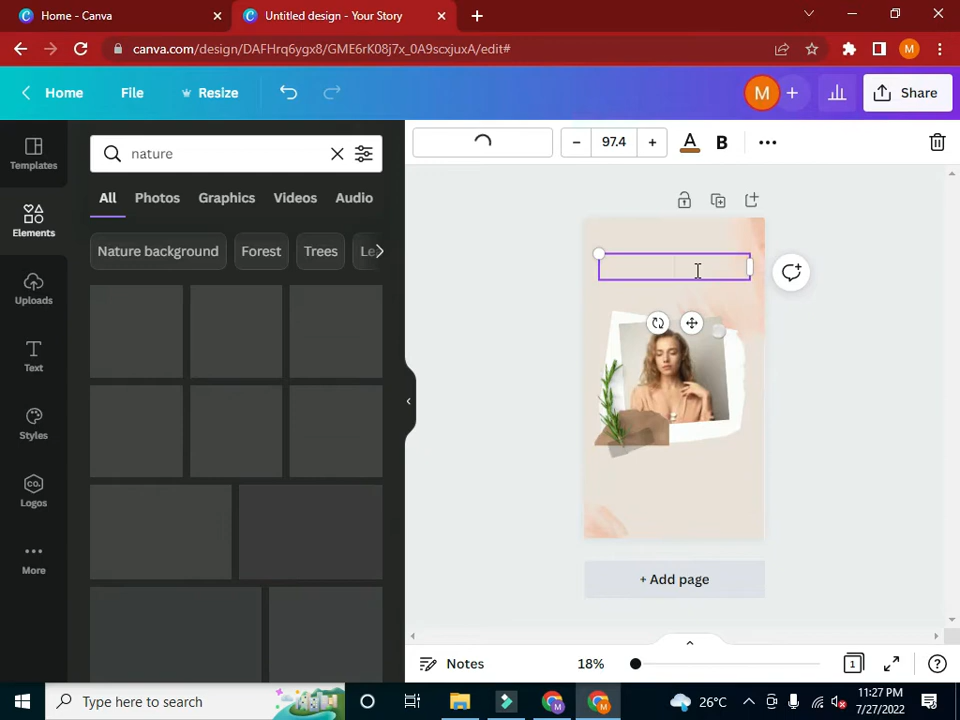 Home - Canva
Untitled design - Your Story
canva.com/design/DAFHrq6ygx8/GME6rK08j7x_0A9scxjuxA/edit#
M
Home
File
Resize
M
Share
Templates
Elements
Uploads
Text
Styles
Logos
More
nature
All
Photos
Graphics
Videos
Audio
Nature background
Forest
Trees
Le
97.4
A
B
+ Add page
Notes
18%
1
Type here to search
26°C
11:27 PM
7/27/2022